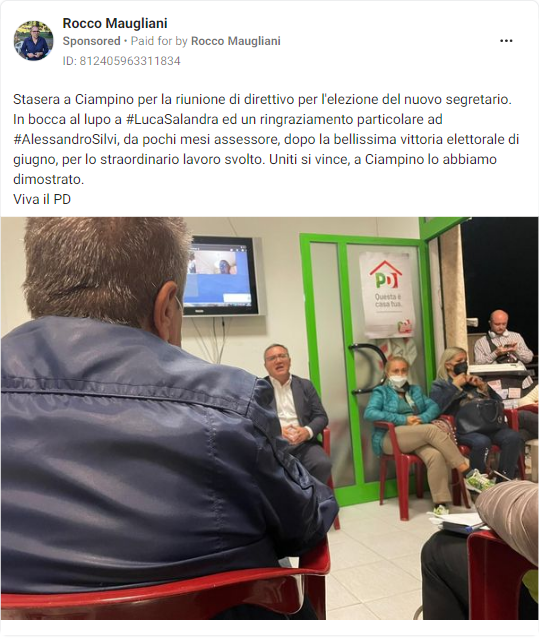 Rocco Maugliani
Sponsored • Paid for by Rocco Maugliani
ID: 812405963311834
Stasera a Ciampino per la riunione di direttivo per l'elezione del nuovo segretario.
In bocca al lupo a #LucaSalandra ed un ringraziamento particolare ad
#AlessandroSilvi, da pochi mesi assessore, dopo la bellissima vittoria elettorale di
giugno, per lo straordinario lavoro svolto. Uniti si vince, a Ciampino lo abbiamo
dimostrato.
Viva il PD
PD
Questa è
casa tua.